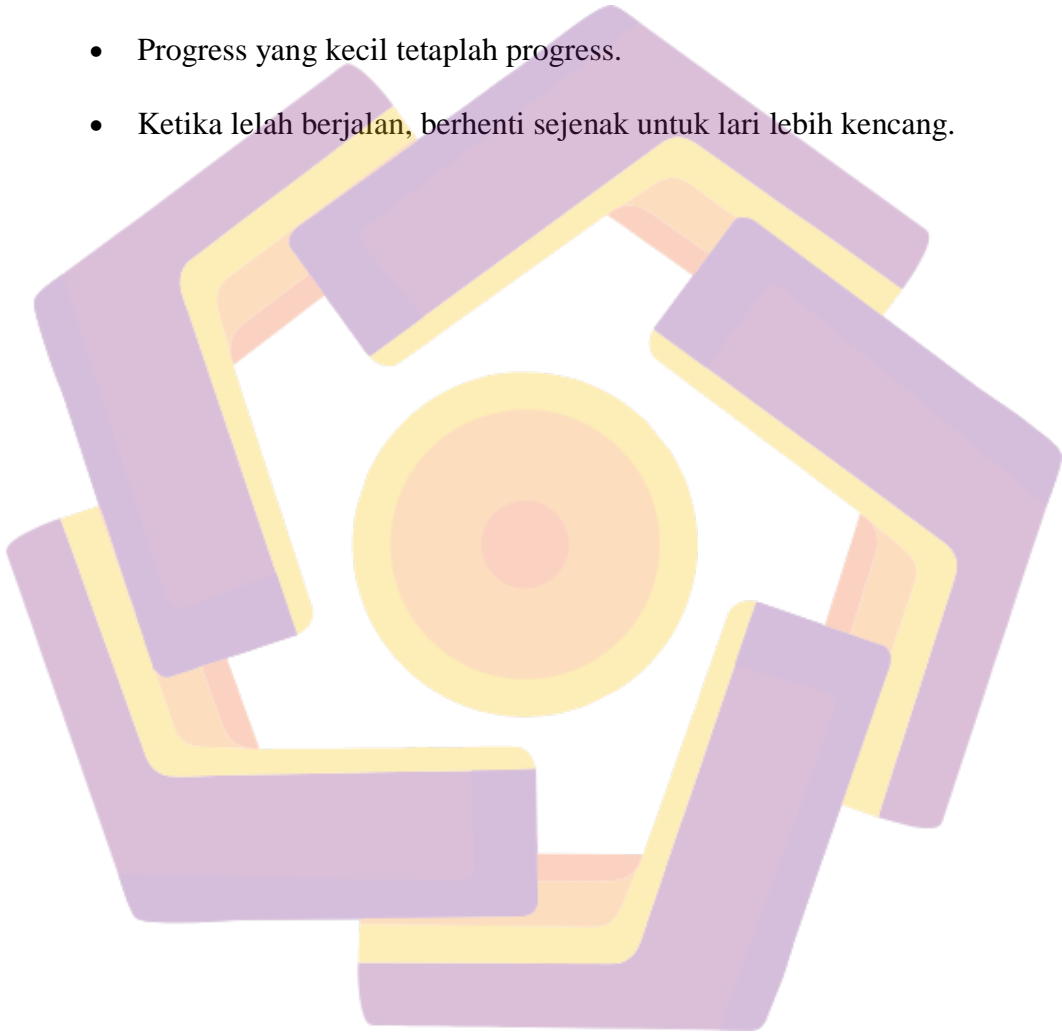 • Progress yang kecil tetaplah progress.
• Ketika lelah berjalan, berhenti sejenak untuk lari lebih kencang.